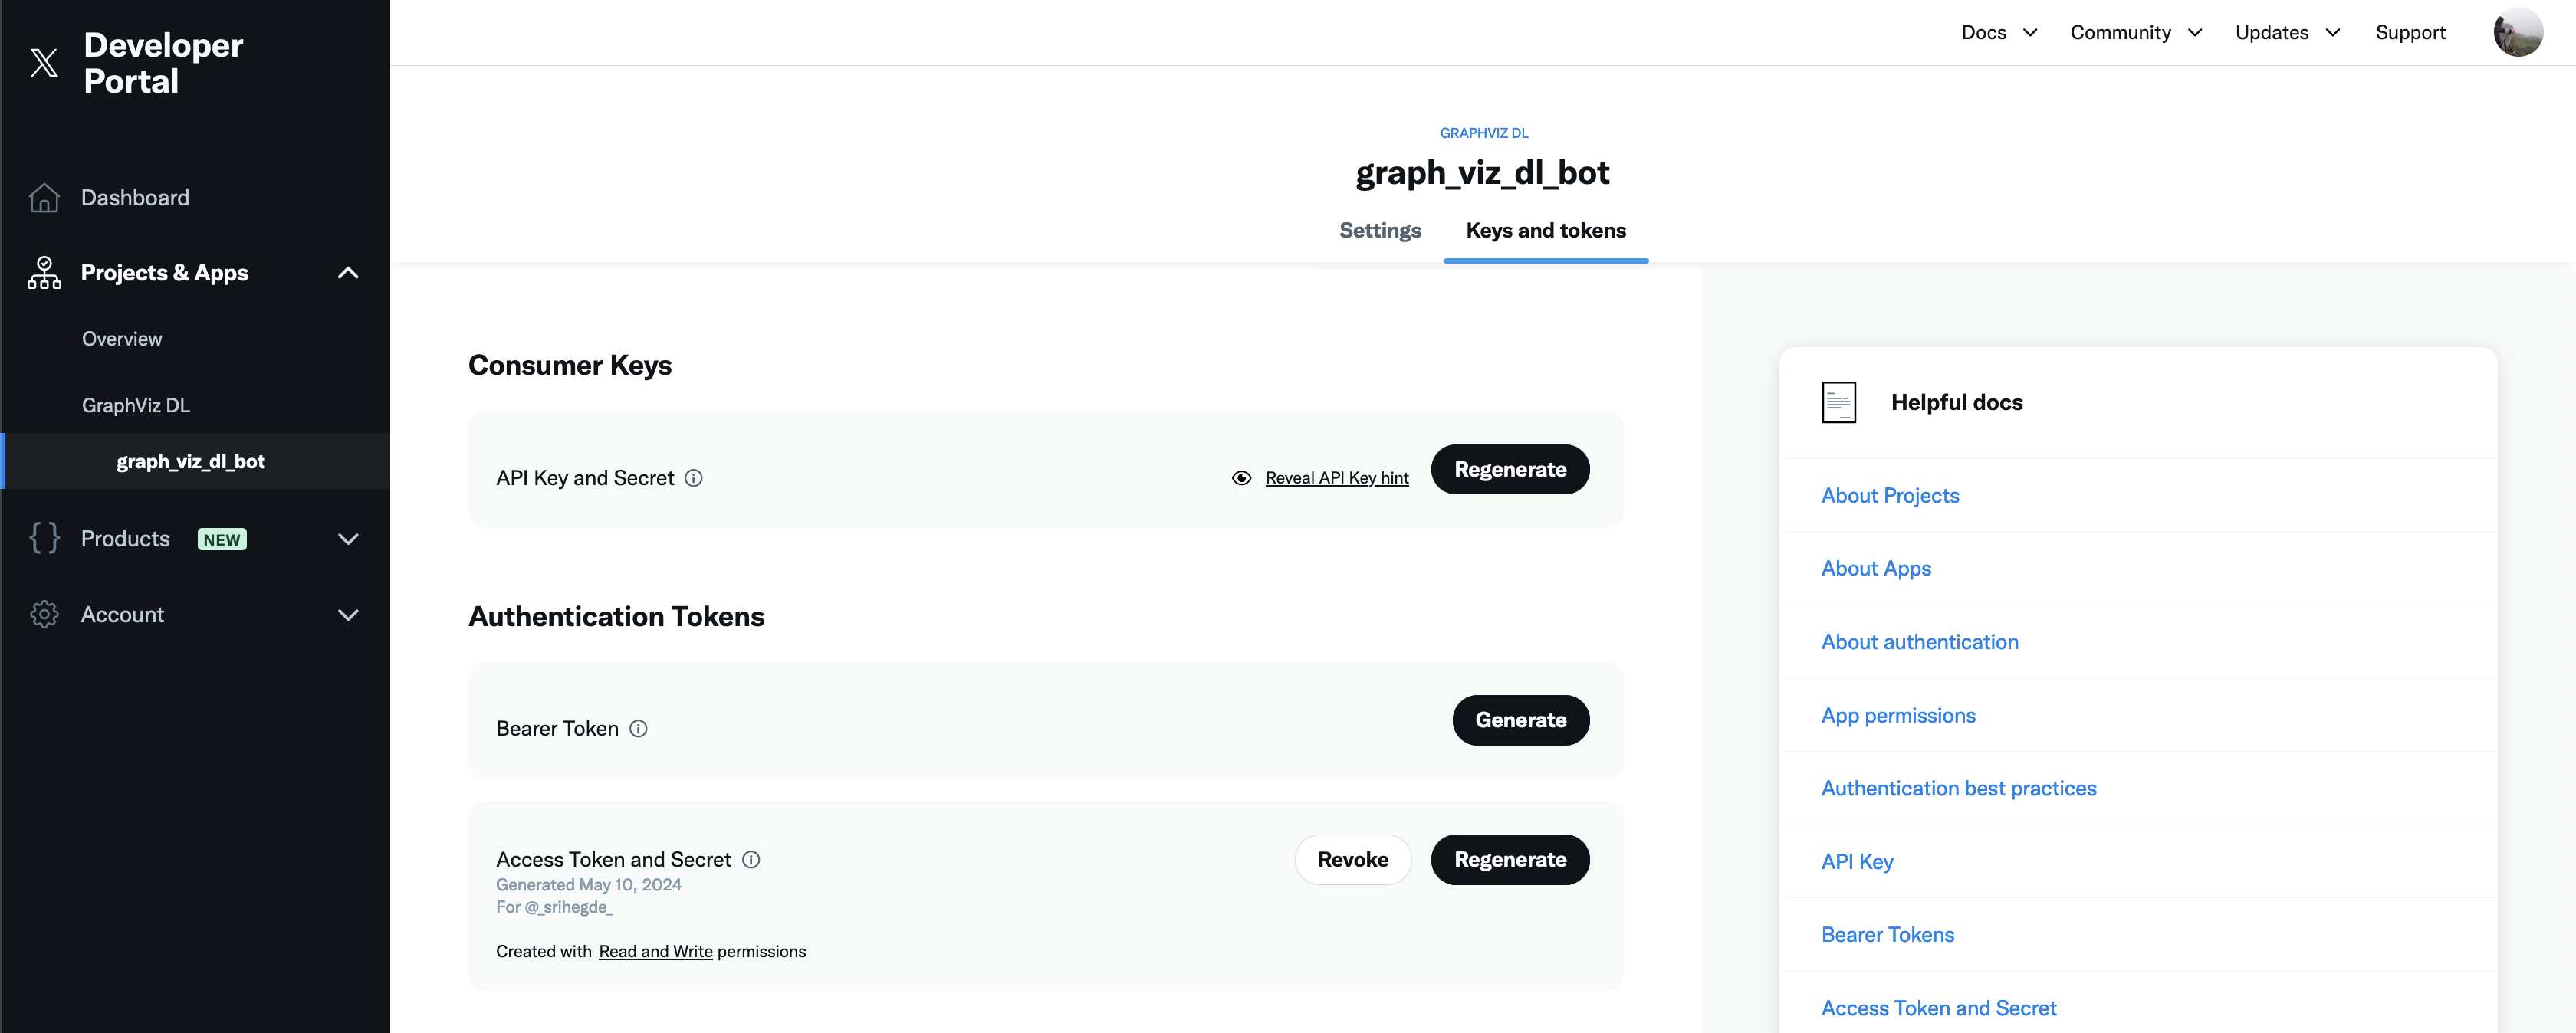 Developer
Portal
Docs
Community
Updates
Support
Dashboard
Projects & Apps
Overview
GraphViz DL
graph_viz_dl_bot
Products NEW
Account
GRAPHVIZ DL
graph_viz_dl_bot
Settings
Keys and tokens
Consumer Keys
API Key and Secret
Reveal API Key hint
Regenerate
Authentication Tokens
Bearer Token
Generate
Access Token and Secret
Generated May 10, 2024
For @_srihegde_
Created with Read and Write permissions
Revoke
Regenerate
Helpful docs
About Projects
About Apps
About authentication
App permissions
Authentication best practices
API Key
Bearer Tokens
Access Token and Secret